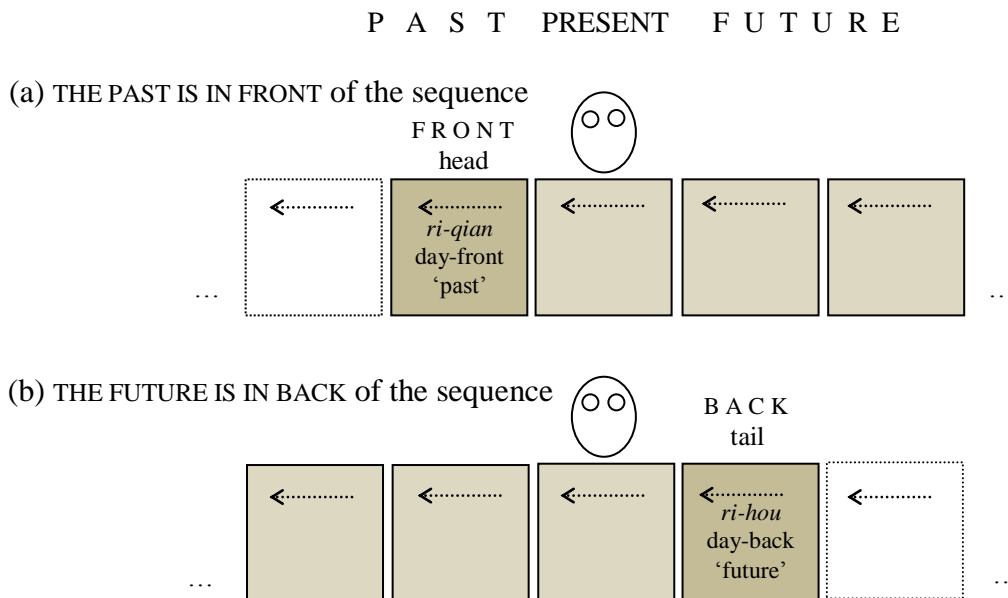 P A S T PRESENT F U T U R E
(a) THE PAST IS IN FRONT of the sequence
F R O N T
head
ri-qian
day-front
‘past’
… …
(b) THE FUTURE IS IN BACK of the sequence
B A C K
tail
ri-hou
day-back
‘future’
… …